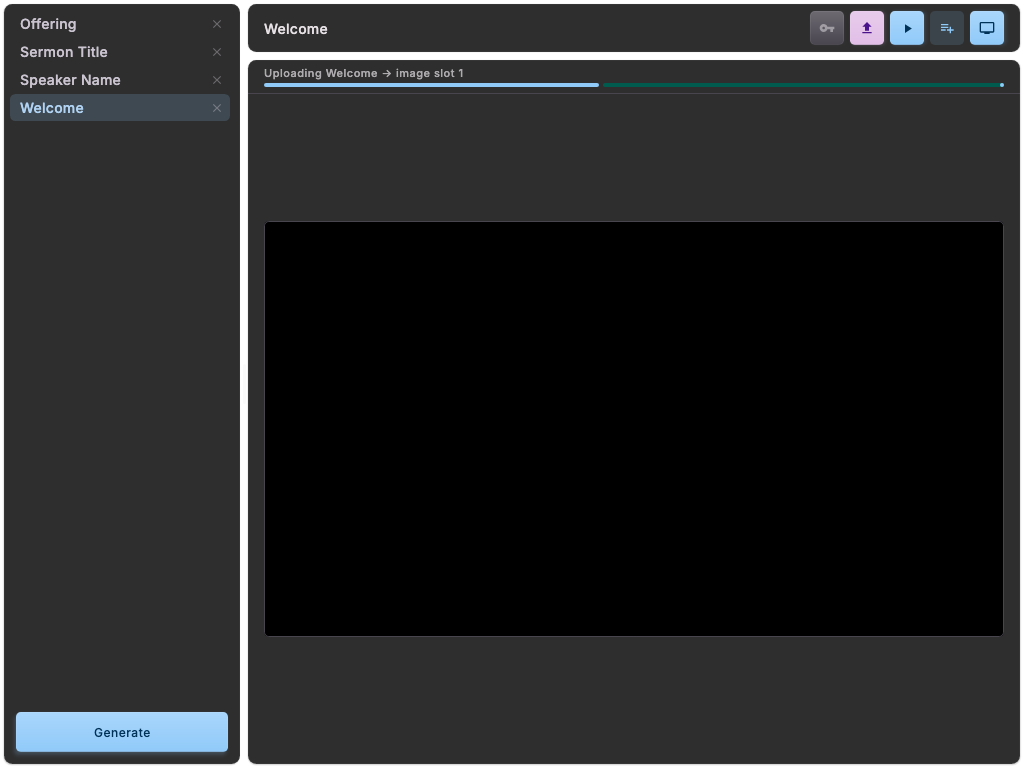 Offering
Sermon Title
Speaker Name
Welcome
Generate
Welcome
Uploading Welcome → image slot 1